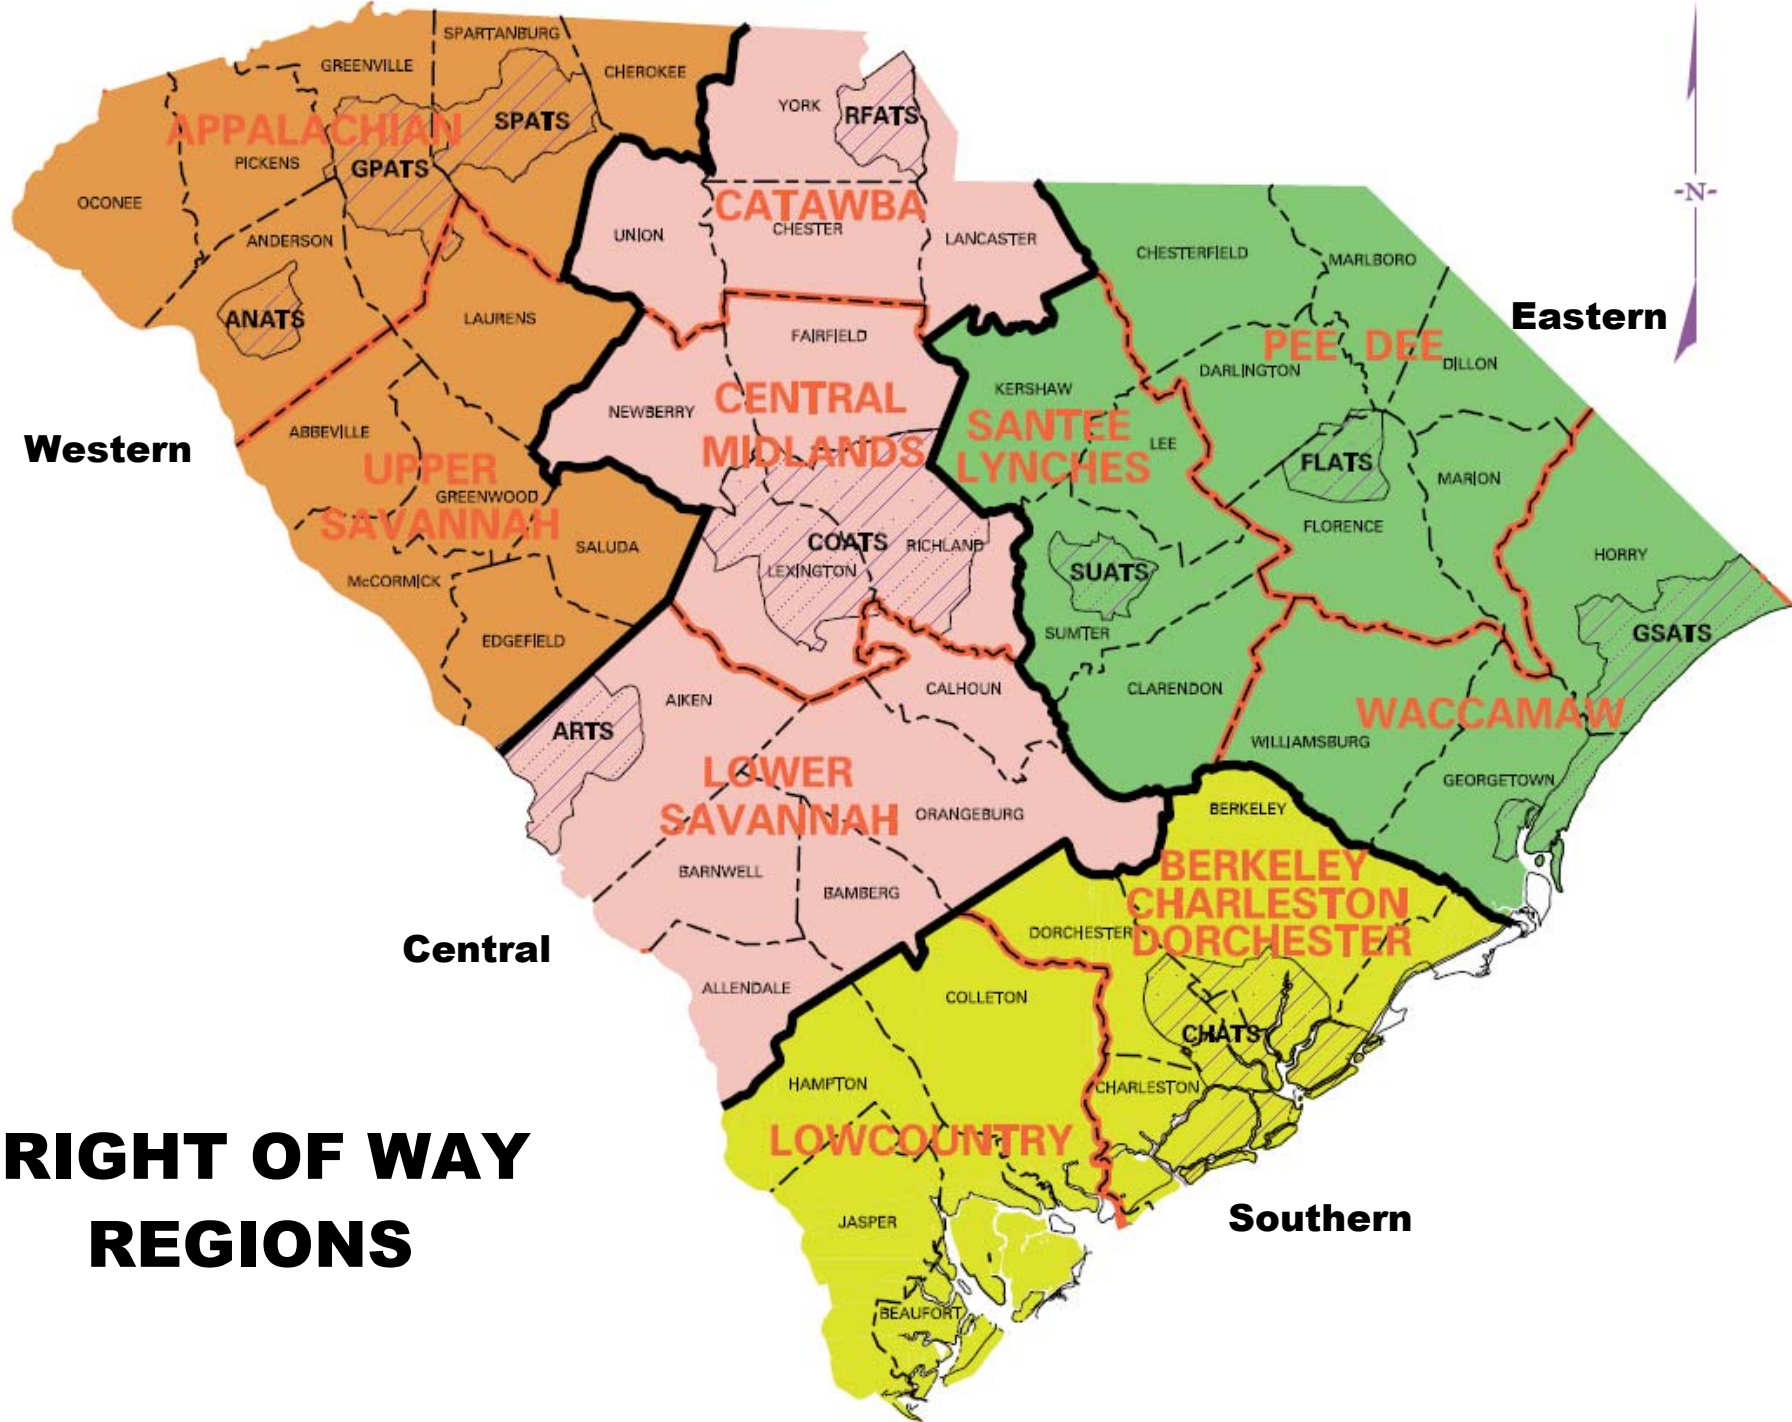 SPARTANBURG
GREENVILLE
CHEROKEE
YORK
RFATS
APPALACHIAN
SPATS
PICKENS
GPATS
OCONEE
-N-
CATAWBA
CHESTER
UNION
LANCASTER
ANDERSON
CHESTERFIELD
MARLBORO
ANATS
LAURENS
Eastern
FAIRFIELD
PEE DEE
DARLINGTON
DILLON
KERSHAW
NEWBERRY
CENTRAL
MIDLANDS
SANTEE
LYNCHES
LEE
ABBEVILLE
Western
UPPER
SAVANNAH
GREENWOOD
FLATS
MARION
FLORENCE
COATS
RICHLAND
LEXINGTON
SALUDA
HORRY
McCORMICK
SUATS
EDGEFIELD
SUMTER
GSATS
AIKEN
CALHOUN
CLARENDON
WACCAMAW
ARTS
WILLIAMSBURG
LOWER
SAVANNAH
GEORGETOWN
ORANGEBURG
BERKELEY
BARNWELL
BAMBERG
BERKELEY
CHARLESTON
DORCHESTER
DORCHESTER
Central
ALLENDALE
COLLETON
CHATS
HAMPTON
CHARLESTON
LOWCOUNTRY
RIGHT OF WAY
REGIONS
JASPER
Southern
BEAUFORT